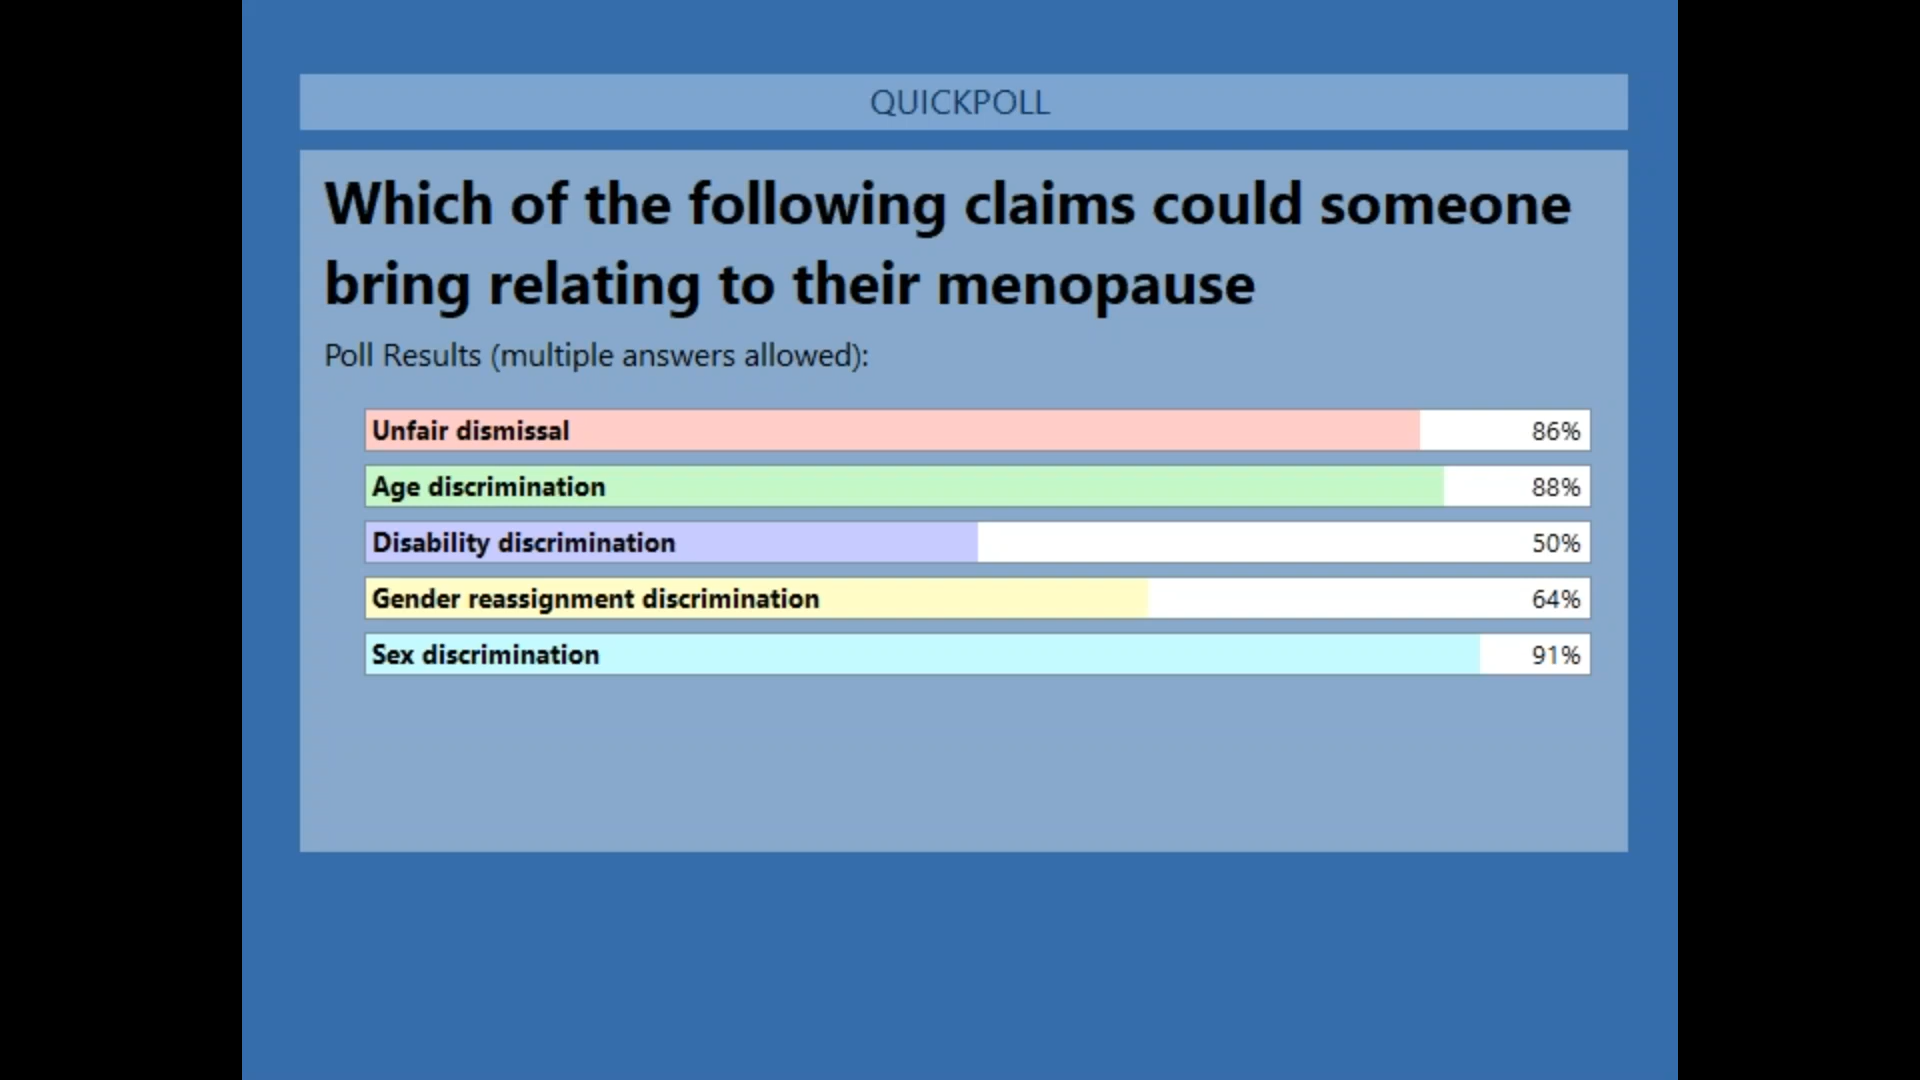 QUICKPOLL
Which of the following claims could someone
bring relating to their menopause
Poll Results (multiple answers allowed):
Unfair dismissal 86%
Age discrimination 88%
Disability discrimination 50%
Gender reassignment discrimination 64%
Sex discrimination 91%